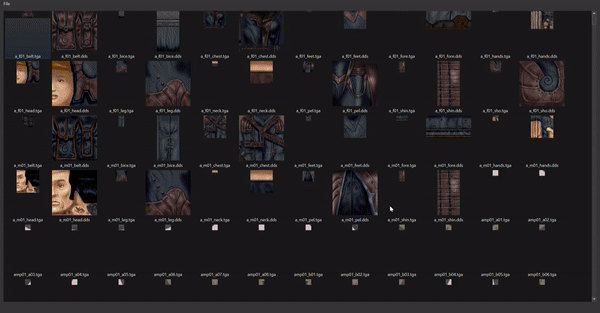 File
a_f01_belt.tga a_f01_belt.dds a_f01_bice.tga a_f01_bice.dds a_f01_chest.tga a_f01_chest.dds a_f01_feet.tga a_f01_feet.dds a_f01_fore.tga a_f01_fore.dds a_f01_hands.tga a_f01_hands.dds
a_f01_head.tga a_f01_head.dds a_f01_leg.tga a_f01_leg.dds a_f01_neck.tga a_f01_neck.dds a_f01_pel.tga a_f01_pel.dds a_f01_shin.tga a_f01_shin.dds a_f01_sho.tga a_f01_sho.dds
a_m01_belt.tga a_m01_belt.dds a_m01_bice.tga a_m01_bice.dds a_m01_chest.tga a_m01_chest.dds a_m01_feet.tga a_m01_feet.dds a_m01_fore.tga a_m01_fore.dds a_m01_hands.tga a_m01_hands.dds
a_m01_head.tga a_m01_head.dds a_m01_leg.tga a_m01_leg.dds a_m01_neck.tga a_m01_neck.dds a_m01_pel.tga a_m01_pel.dds a_m01_shin.tga a_m01_shin.dds amp01_a01.tga amp01_a02.tga
amp01_a03.tga amp01_a04.tga amp01_a05.tga amp01_a06.tga amp01_a07.tga amp01_a08.tga amp01_b01.tga amp01_b02.tga amp01_b03.tga amp01_b04.tga amp01_b05.tga amp01_b06.tga